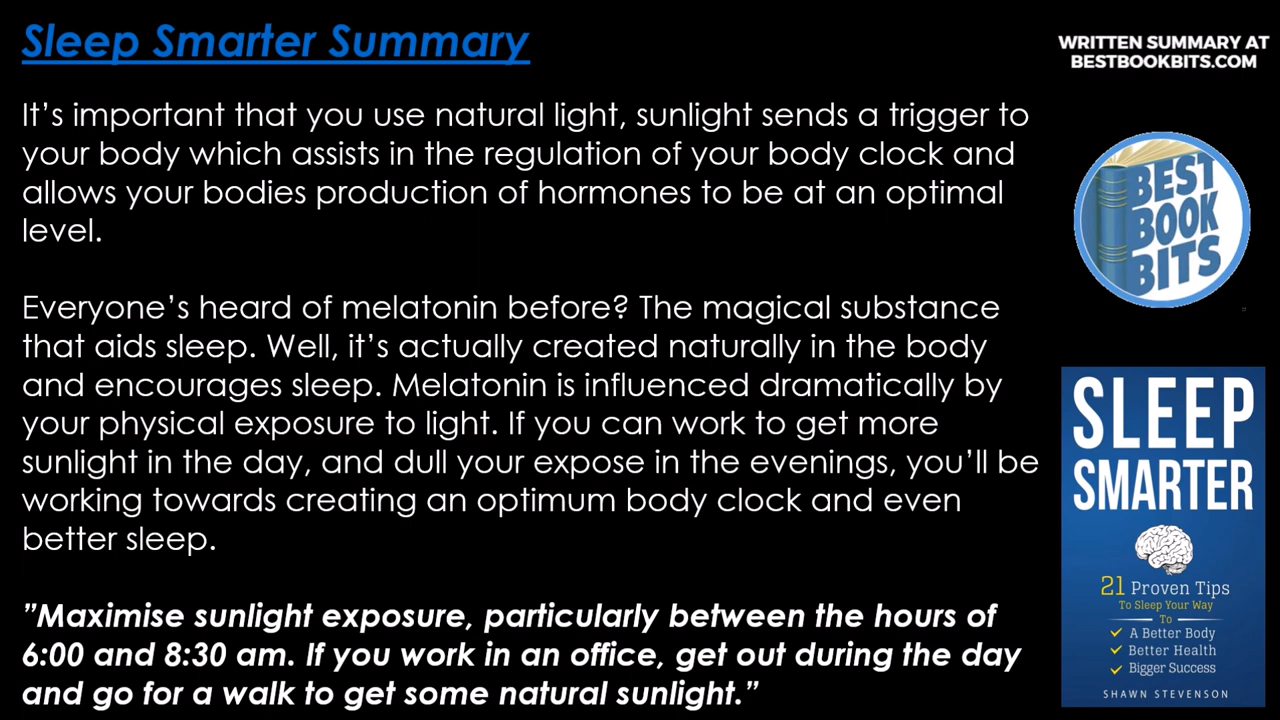 Sleep Smarter Summary
It’s important that you use natural light, sunlight sends a trigger to
your body which assists in the regulation of your body clock and
allows your bodies production of hormones to be at an optimal
level.
Everyone’s heard of melatonin before? The magical substance
that aids sleep. Well, it’s actually created naturally in the body
and encourages sleep. Melatonin is influenced dramatically by
your physical exposure to light. If you can work to get more
sunlight in the day, and dull your expose in the evenings, you’ll be
working towards creating an optimum body clock and even
better sleep.
”Maximise sunlight exposure, particularly between the hours of
6:00 and 8:30 am. If you work in an office, get out during the day
and go for a walk to get some natural sunlight.”
WRITTEN SUMMARY AT
BESTBOOKBITS.COM
BEST
BOOK
BITS
SLEEP
SMARTER
21 Proven Tips
To Sleep Your Way
To
A Better Body
Better Health
Bigger Success
SHAWN STEVENSON